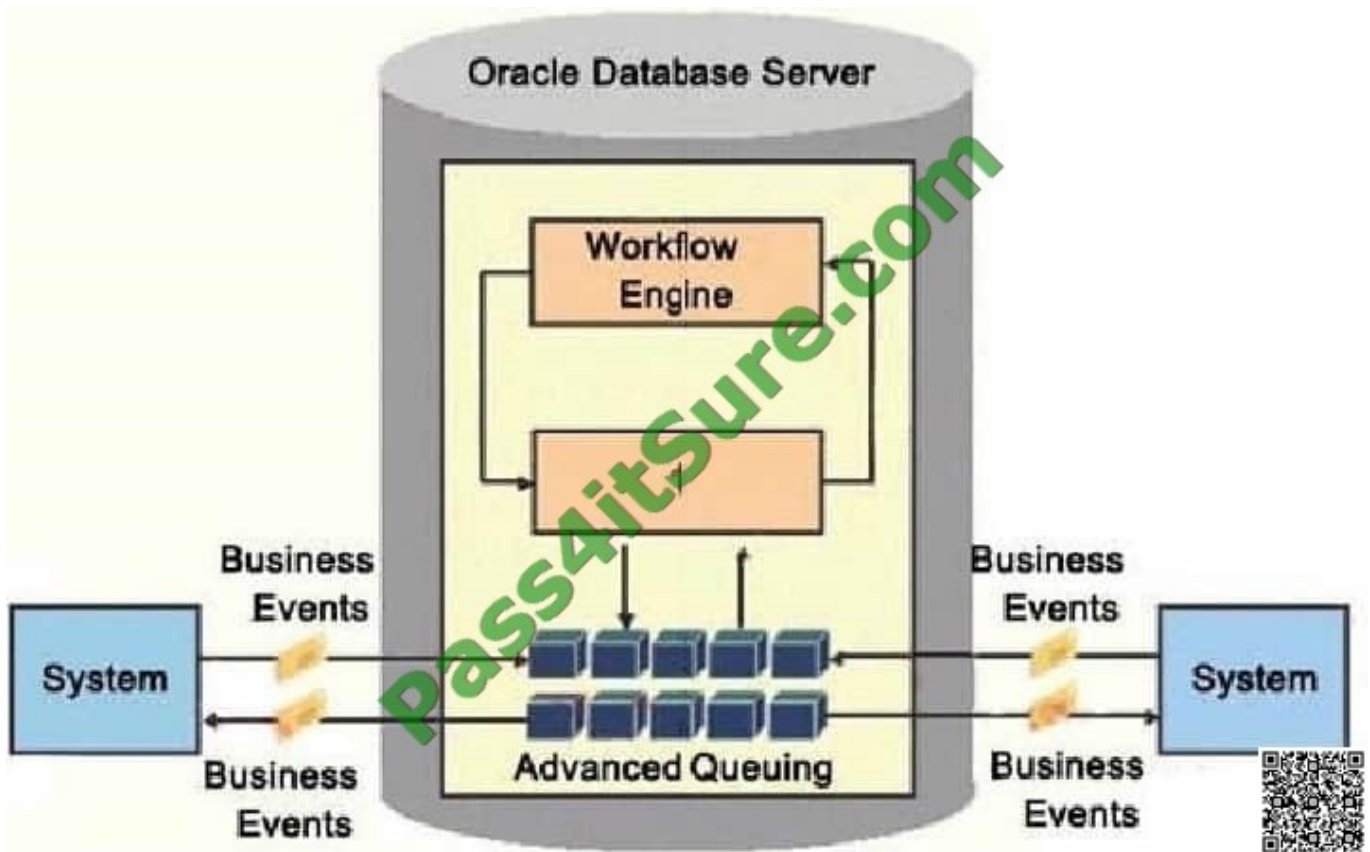 Oracle Database Server
Workflow
Engine
Business
Events
Business
Events
System
System
Advanced Queuing
Business
Events
Business
Events
Pass4itSure.com